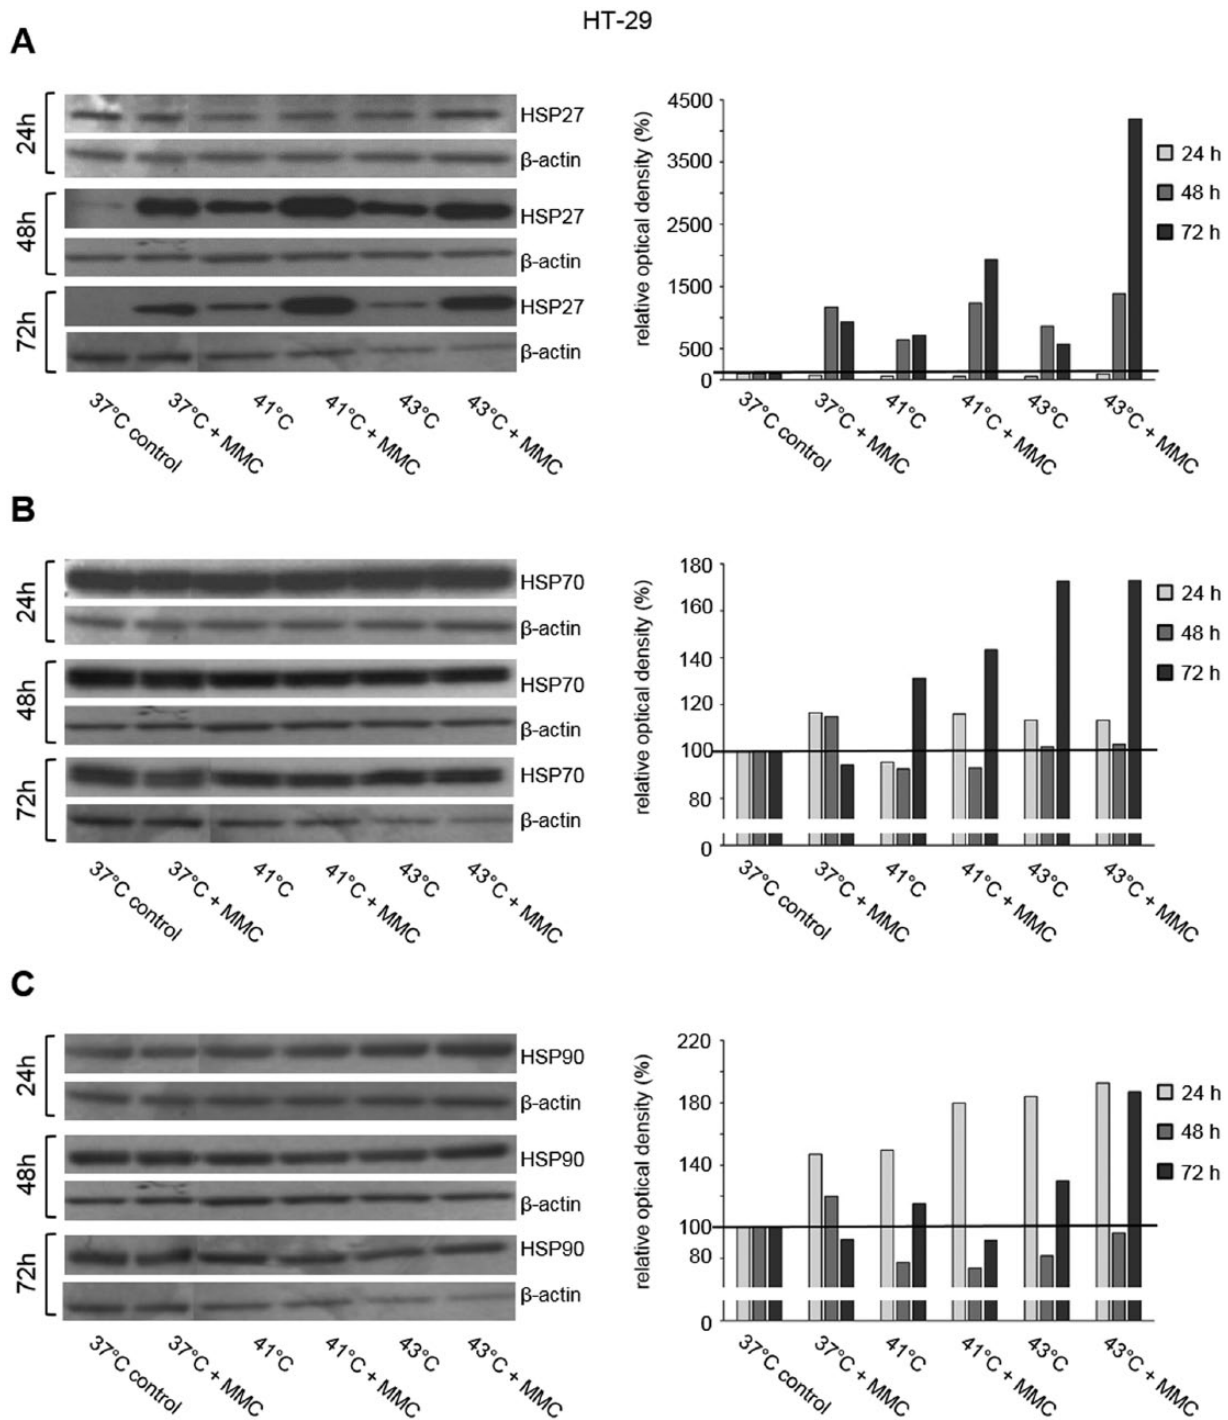 HT-29
A
24h
HSP27
β-actin
48h
HSP27
β-actin
72h
HSP27
β-actin
37°C control
37°C + MMC
41°C
41°C + MMC
43°C
43°C + MMC
relative optical density (%)
4500
3500
2500
1500
500
0
37°C control
37°C + MMC
41°C
41°C + MMC
43°C
43°C + MMC
24 h
48 h
72 h
B
24h
HSP70
β-actin
48h
HSP70
β-actin
72h
HSP70
β-actin
37°C control
37°C + MMC
41°C
41°C + MMC
43°C
43°C + MMC
relative optical density (%)
180
160
140
120
100
80
0
37°C control
37°C + MMC
41°C
41°C + MMC
43°C
43°C + MMC
24 h
48 h
72 h
C
24h
HSP90
β-actin
48h
HSP90
β-actin
72h
HSP90
β-actin
37°C control
37°C + MMC
41°C
41°C + MMC
43°C
43°C + MMC
relative optical density (%)
220
180
140
100
80
0
37°C control
37°C + MMC
41°C
41°C + MMC
43°C
43°C + MMC
24 h
48 h
72 h